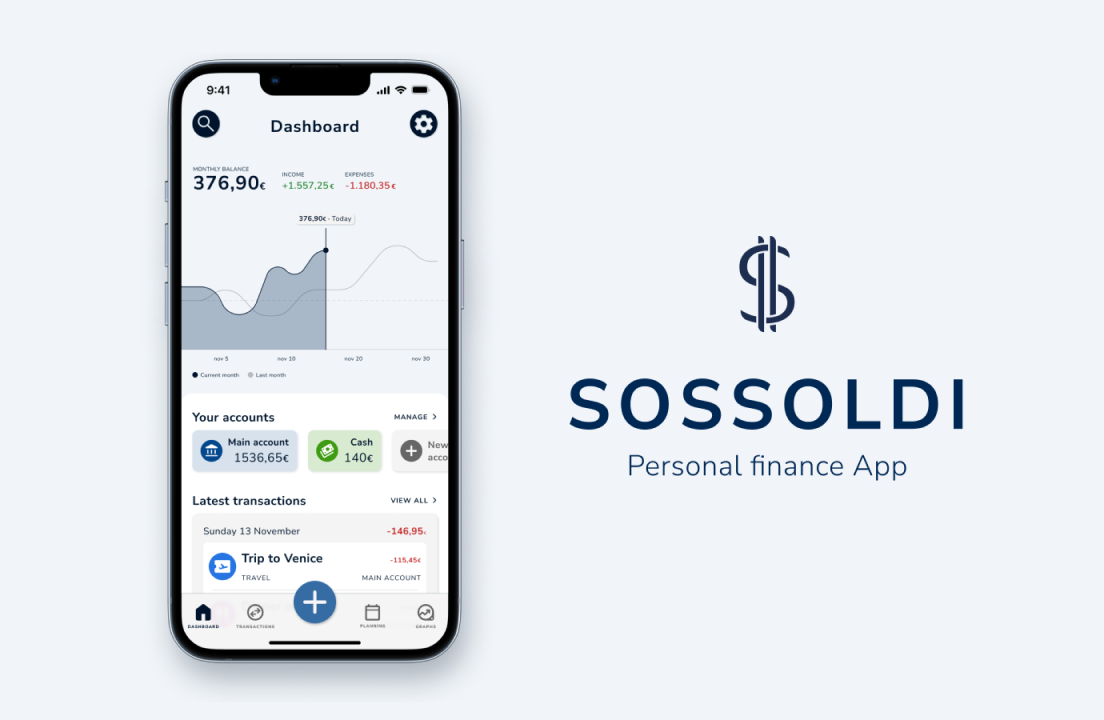 9:41
Dashboard
MONTHLY BALANCE
376,90€
INCOME
+1.557,25€
EXPENSES
-1.180,35€
376,90€ - Today
nov 5
nov 10
nov 20
nov 30
Current month
Last month
Your accounts
MANAGE
Main account
1536,65€
Cash
140€
New
acco
Latest transactions
VIEW ALL
Sunday 13 November
-146,95€
Trip to Venice
-115,45€
TRAVEL
MAIN ACCOUNT
DASHBOARD
TRANSACTIONS
PLANNING
GRAPHS
SOSSOLDI
Personal finance App